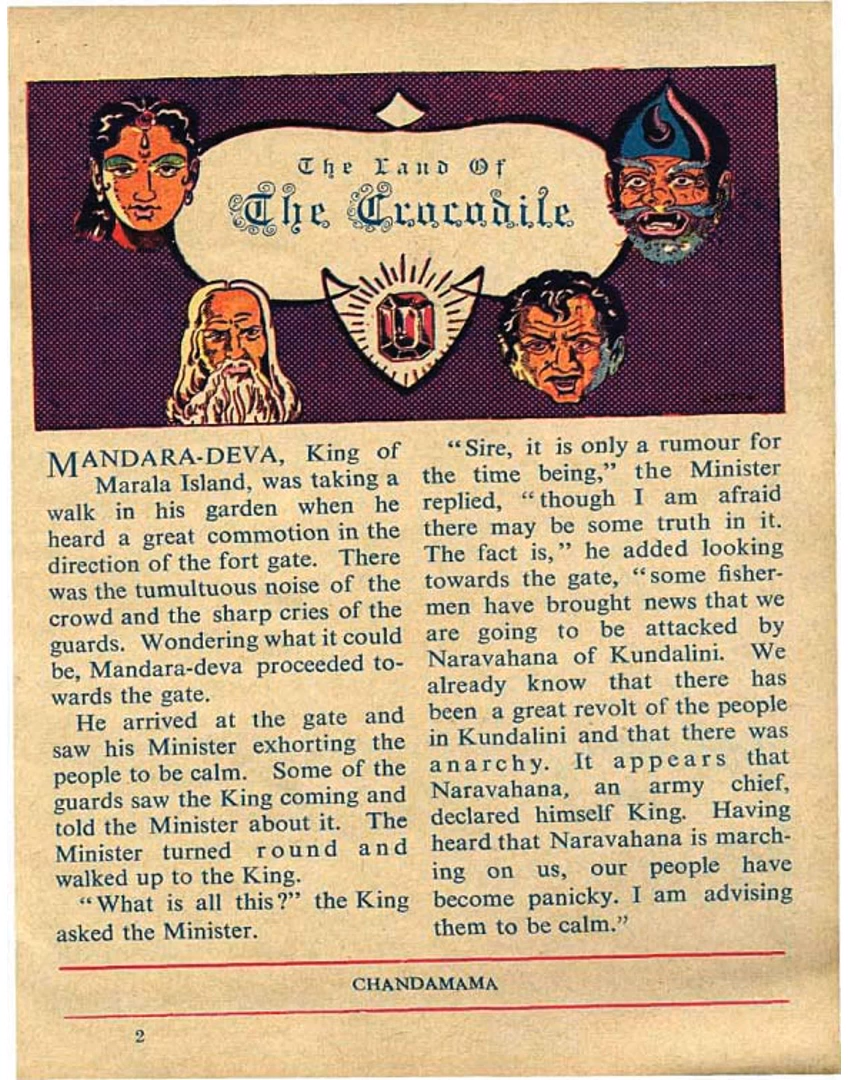 The Land Of
The Crocodile
MANDARA-DEVA, King of
Marala Island, was taking a
walk in his garden when he
heard a great commotion in the
direction of the fort gate. There
was the tumultuous noise of the
crowd and the sharp cries of the
guards. Wondering what it could
be, Mandara-deva proceeded to-
wards the gate.
He arrived at the gate and
saw his Minister exhorting the
people to be calm. Some of the
guards saw the King coming and
told the Minister about it. The
Minister turned round and
walked up to the King.
“What is all this?” the King
asked the Minister.
“Sire, it is only a rumour for
the time being,” the Minister
replied, “though I am afraid
there may be some truth in it.
The fact is,” he added looking
towards the gate, “some fisher-
men have brought news that we
are going to be attacked by
Naravahana of Kundalini. We
already know that there has
been a great revolt of the people
in Kundalini and that there was
anarchy. It appears that
Naravahana, an army chief,
declared himself King. Having
heard that Naravahana is march-
ing on us, our people have
become panicky. I am advising
them to be calm.”
CHANDAMAMA
2